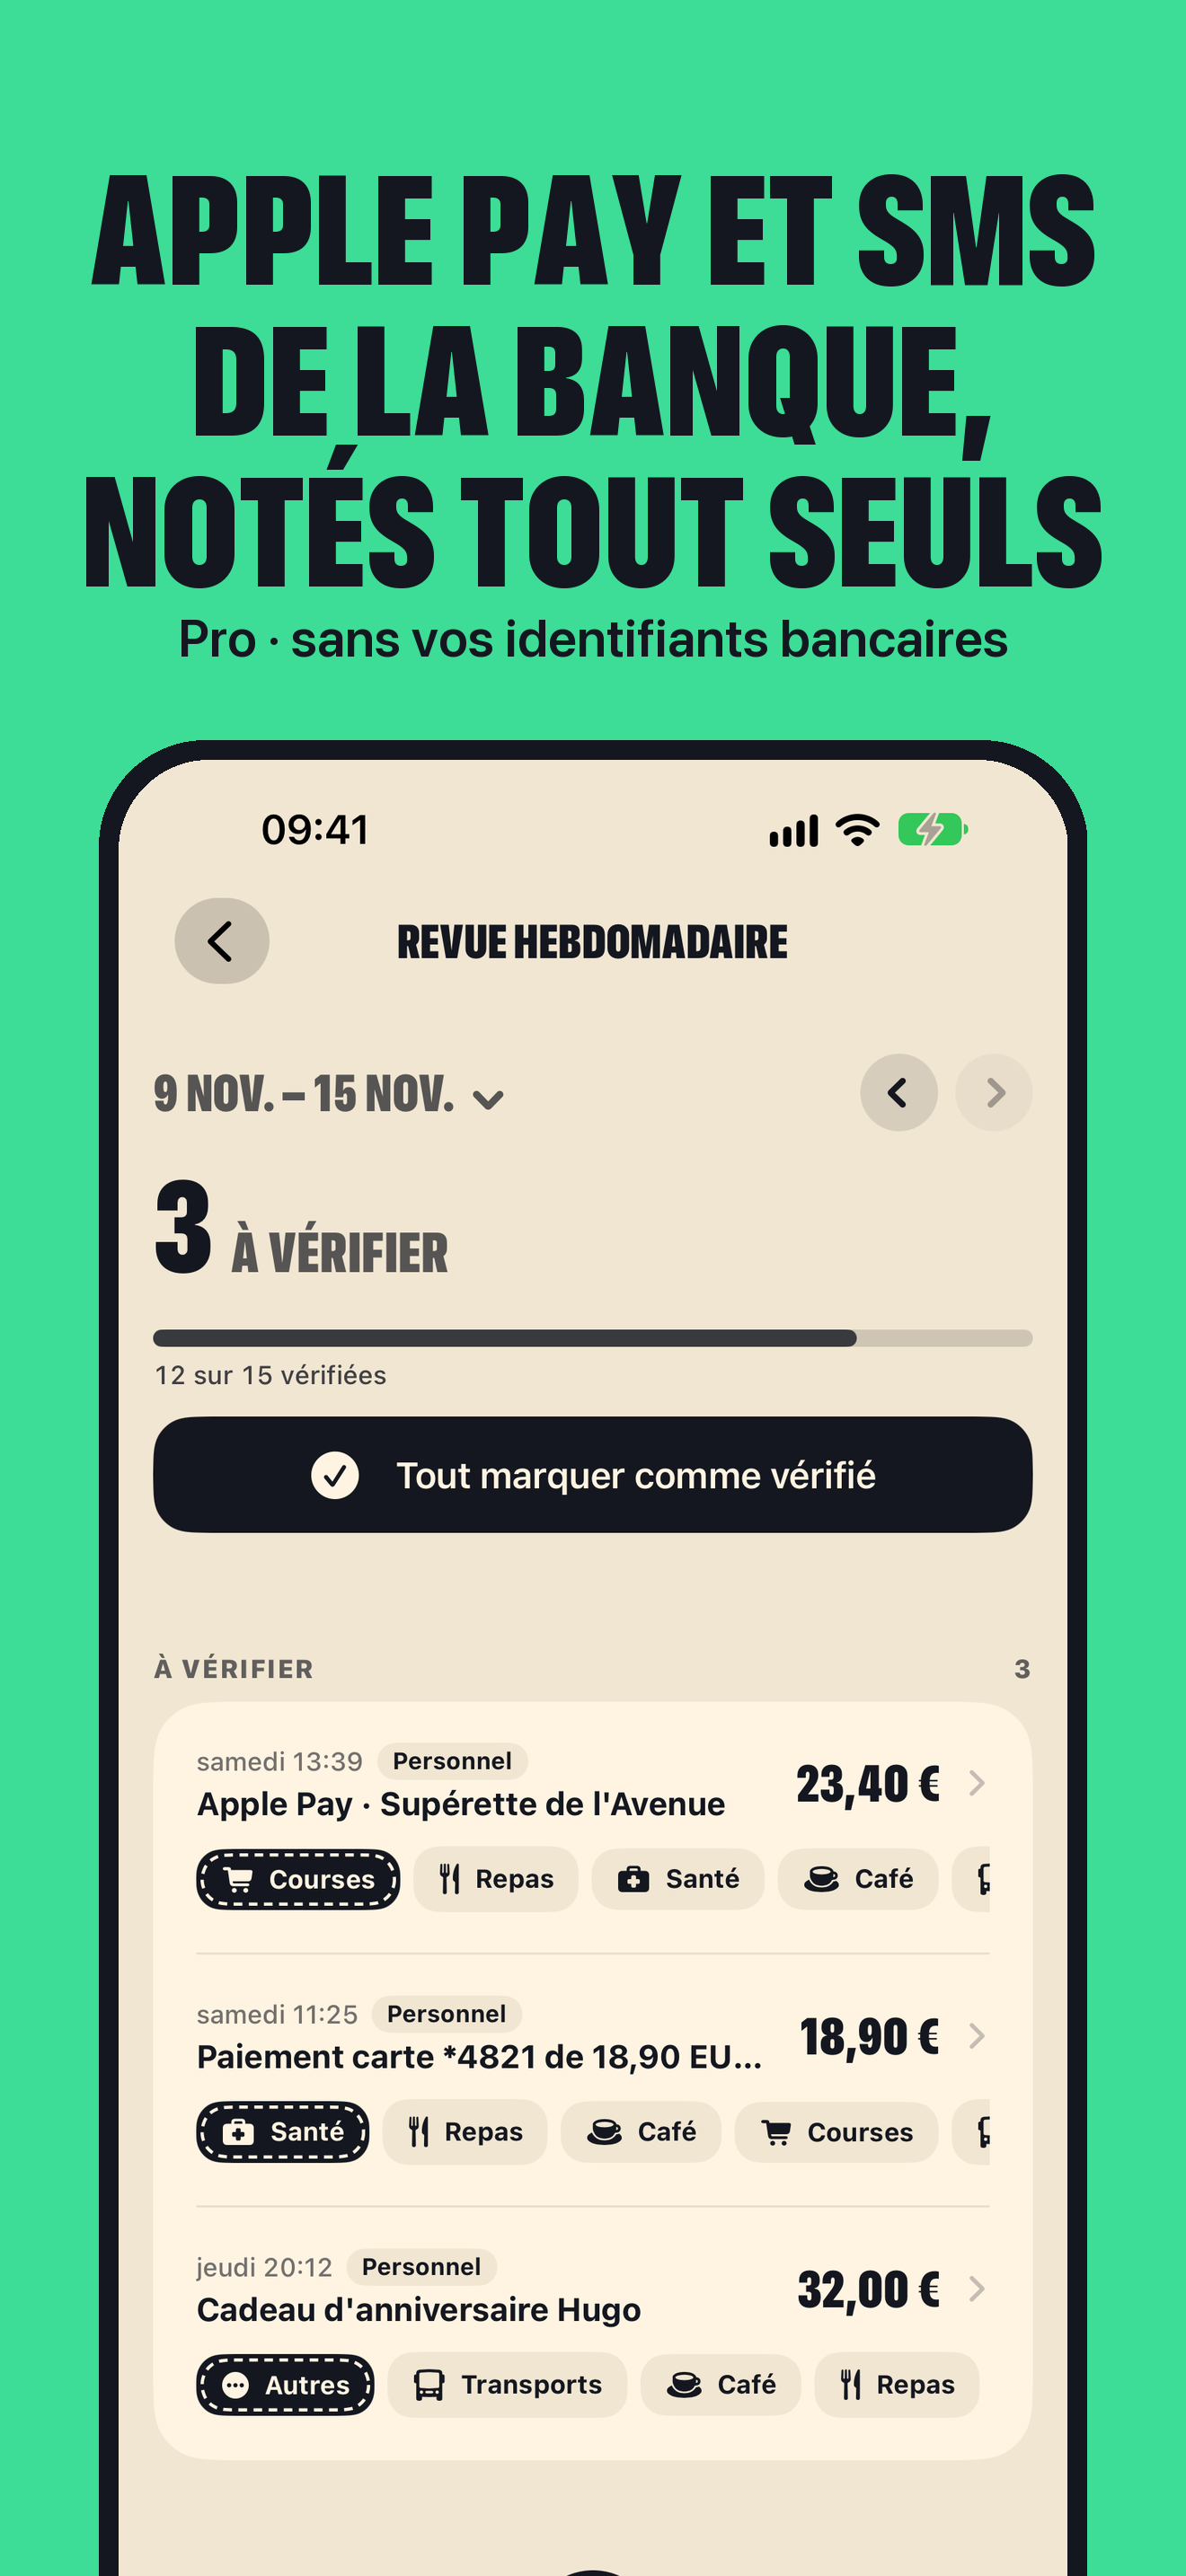 APPLE PAY ET SMS
DE LA BANQUE,
NOTÉS TOUT SEULS
Pro · sans vos identifiants bancaires
09:41
REVUE HEBDOMADAIRE
9 NOV. – 15 NOV.
3 À VÉRIFIER
12 sur 15 vérifiées
Tout marquer comme vérifié
À VÉRIFIER 3
samedi 13:39 Personnel
Apple Pay · Supérette de l'Avenue 23,40 €
Courses Repas Santé Café
samedi 11:25 Personnel
Paiement carte *4821 de 18,90 EU... 18,90 €
Santé Repas Café Courses
jeudi 20:12 Personnel
Cadeau d'anniversaire Hugo 32,00 €
Autres Transports Café Repas